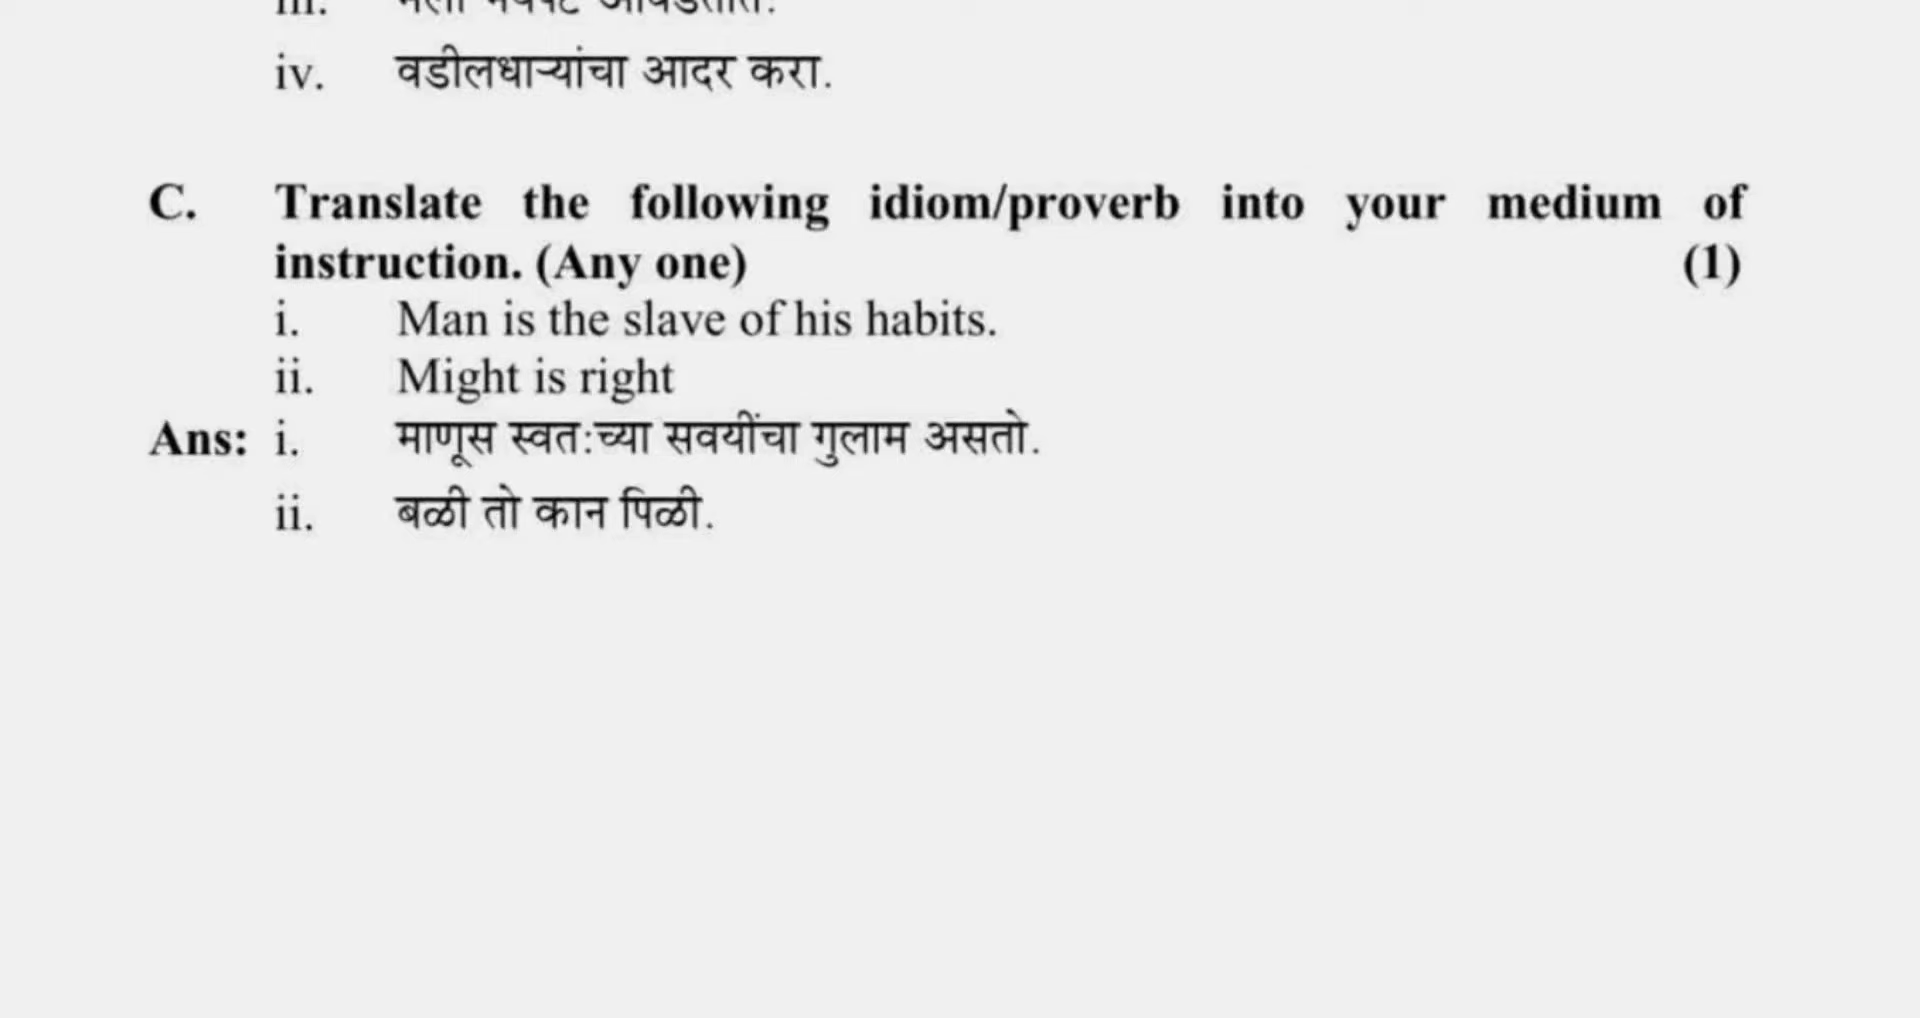 iv. वडीलधाऱ्यांचा आदर करा.
C. Translate the following idiom/proverb into your medium of
instruction. (Any one) (1)
i. Man is the slave of his habits.
ii. Might is right
Ans: i. माणूस स्वत:च्या सवयींचा गुलाम असतो.
ii. बळी तो कान पिळी.